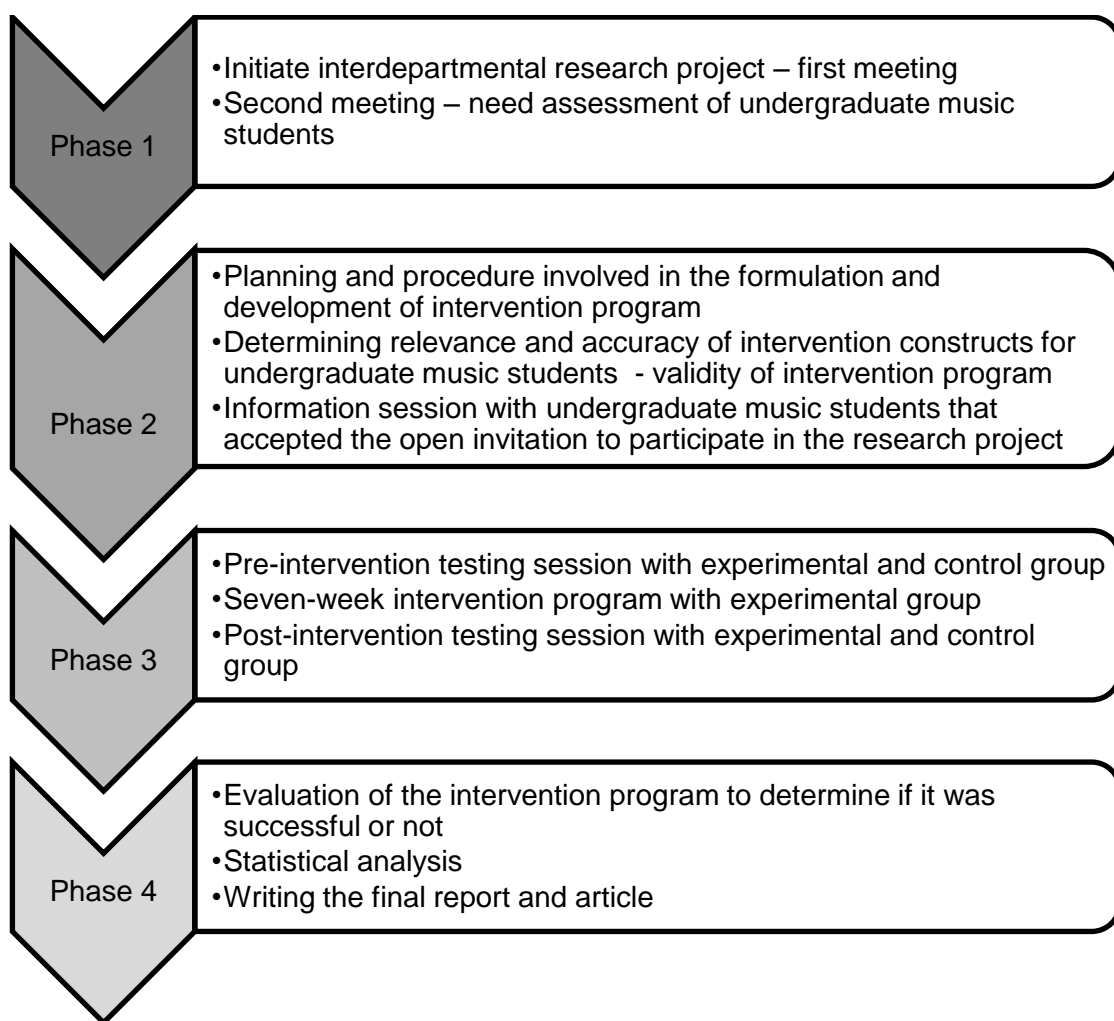 Phase 1
•Initiate interdepartmental research project – first meeting
•Second meeting – need assessment of undergraduate music
students
Phase 2
•Planning and procedure involved in the formulation and
development of intervention program
•Determining relevance and accuracy of intervention constructs for
undergraduate music students  - validity of intervention program
•Information session with undergraduate music students that
accepted the open invitation to participate in the research project
Phase 3
•Pre-intervention testing session with experimental and control group
•Seven-week intervention program with experimental group
•Post-intervention testing session with experimental and control
group
Phase 4
•Evaluation of the intervention program to determine if it was
successful or not
•Statistical analysis
•Writing the final report and article